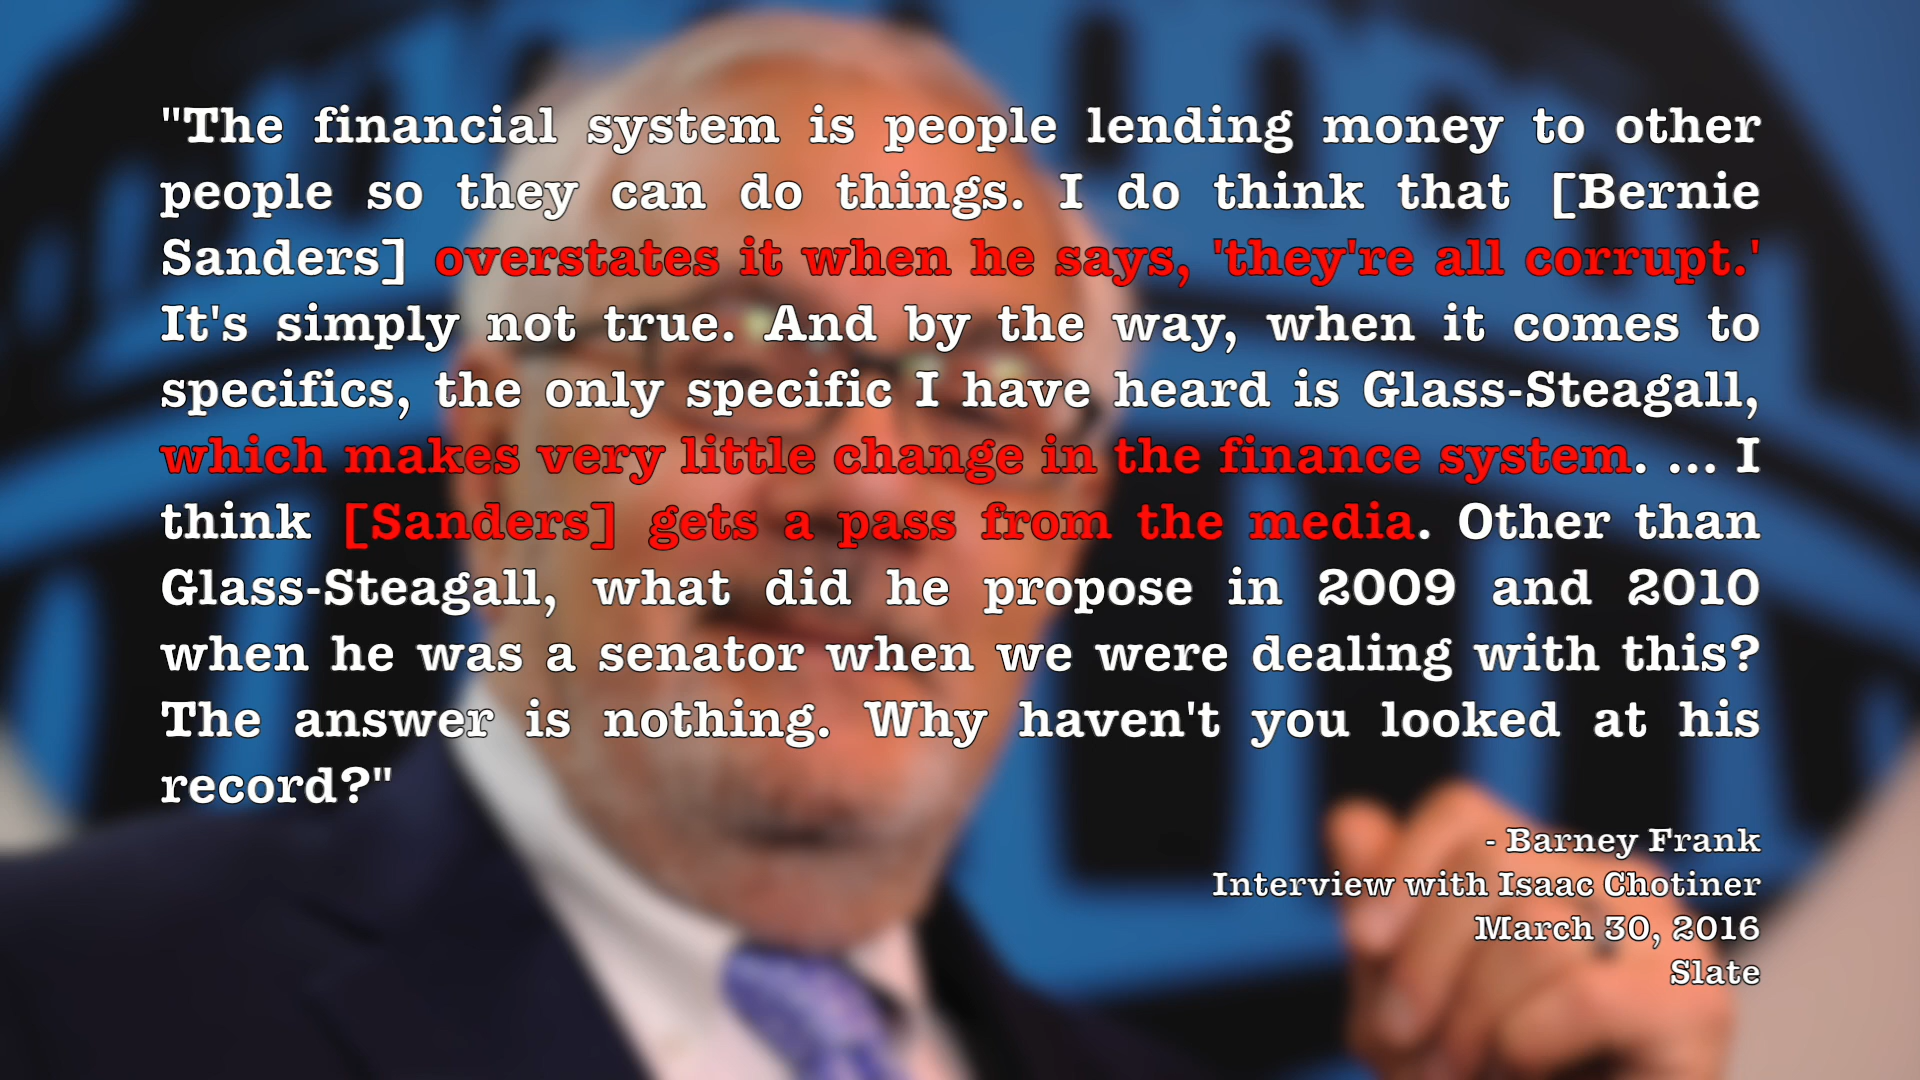 "The financial system is people lending money to other
people so they can do things. I do think that [Bernie
Sanders] overstates it when he says, 'they're all corrupt.'
It's simply not true. And by the way, when it comes to
specifics, the only specific I have heard is Glass-Steagall,
which makes very little change in the finance system. ... I
think [Sanders] gets a pass from the media. Other than
Glass-Steagall, what did he propose in 2009 and 2010
when he was a senator when we were dealing with this?
The answer is nothing. Why haven't you looked at his
record?"
- Barney Frank
Interview with Isaac Chotiner
March 30, 2016
Slate